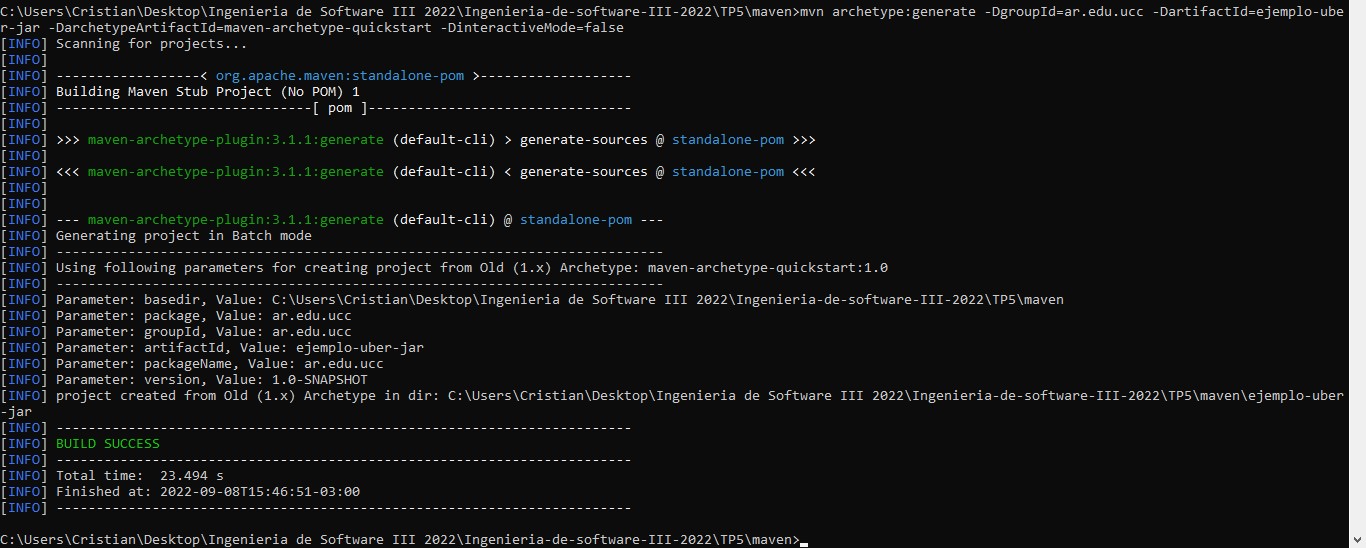 C:\Users\Cristian\Desktop\Ingenieria de Software III 2022\Ingenieria-de-software-III-2022\TP5\maven>mvn archetype:generate -DgroupId=ar.edu.ucc -DartifactId=ejemplo-ube
r-jar -DarchetypeArtifactId=maven-archetype-quickstart -DinteractiveMode=false
[INFO] Scanning for projects...
[INFO]
[INFO] ------------------< org.apache.maven:standalone-pom >-------------------
[INFO] Building Maven Stub Project (No POM) 1
[INFO] --------------------------------[ pom ]---------------------------------
[INFO]
[INFO] >>> maven-archetype-plugin:3.1.1:generate (default-cli) > generate-sources @ standalone-pom >>>
[INFO]
[INFO] <<< maven-archetype-plugin:3.1.1:generate (default-cli) < generate-sources @ standalone-pom <<<
[INFO]
[INFO]
[INFO] --- maven-archetype-plugin:3.1.1:generate (default-cli) @ standalone-pom ---
[INFO] Generating project in Batch mode
[INFO] ----------------------------------------------------------------------------
[INFO] Using following parameters for creating project from Old (1.x) Archetype: maven-archetype-quickstart:1.0
[INFO] ----------------------------------------------------------------------------
[INFO] Parameter: basedir, Value: C:\Users\Cristian\Desktop\Ingenieria de Software III 2022\Ingenieria-de-software-III-2022\TP5\maven
[INFO] Parameter: package, Value: ar.edu.ucc
[INFO] Parameter: groupId, Value: ar.edu.ucc
[INFO] Parameter: artifactId, Value: ejemplo-uber-jar
[INFO] Parameter: packageName, Value: ar.edu.ucc
[INFO] Parameter: version, Value: 1.0-SNAPSHOT
[INFO] project created from Old (1.x) Archetype in dir: C:\Users\Cristian\Desktop\Ingenieria de Software III 2022\Ingenieria-de-software-III-2022\TP5\maven\ejemplo-uber
-jar
[INFO] ------------------------------------------------------------------------
[INFO] BUILD SUCCESS
[INFO] ------------------------------------------------------------------------
[INFO] Total time:  23.494 s
[INFO] Finished at: 2022-09-08T15:46:51-03:00
[INFO] ------------------------------------------------------------------------
C:\Users\Cristian\Desktop\Ingenieria de Software III 2022\Ingenieria-de-software-III-2022\TP5\maven>